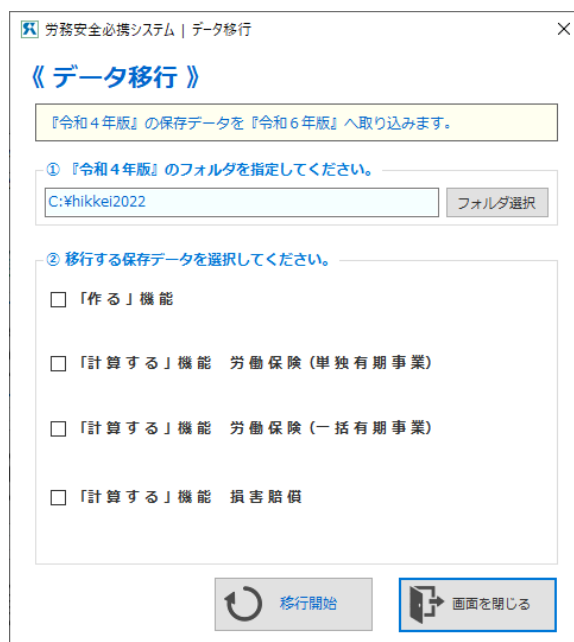 労務安全必携システム | データ移行
《 データ移行 》
『令和４年版』の保存データを『令和６年版』へ取り込みます。
① 『令和４年版』のフォルダを指定してください。
C:¥hikkei2022
フォルダ選択
② 移行する保存データを選択してください。
「作る」機能
「計算する」機能　労働保険（単独有期事業）
「計算する」機能　労働保険（一括有期事業）
「計算する」機能　損害賠償
移行開始
画面を閉じる